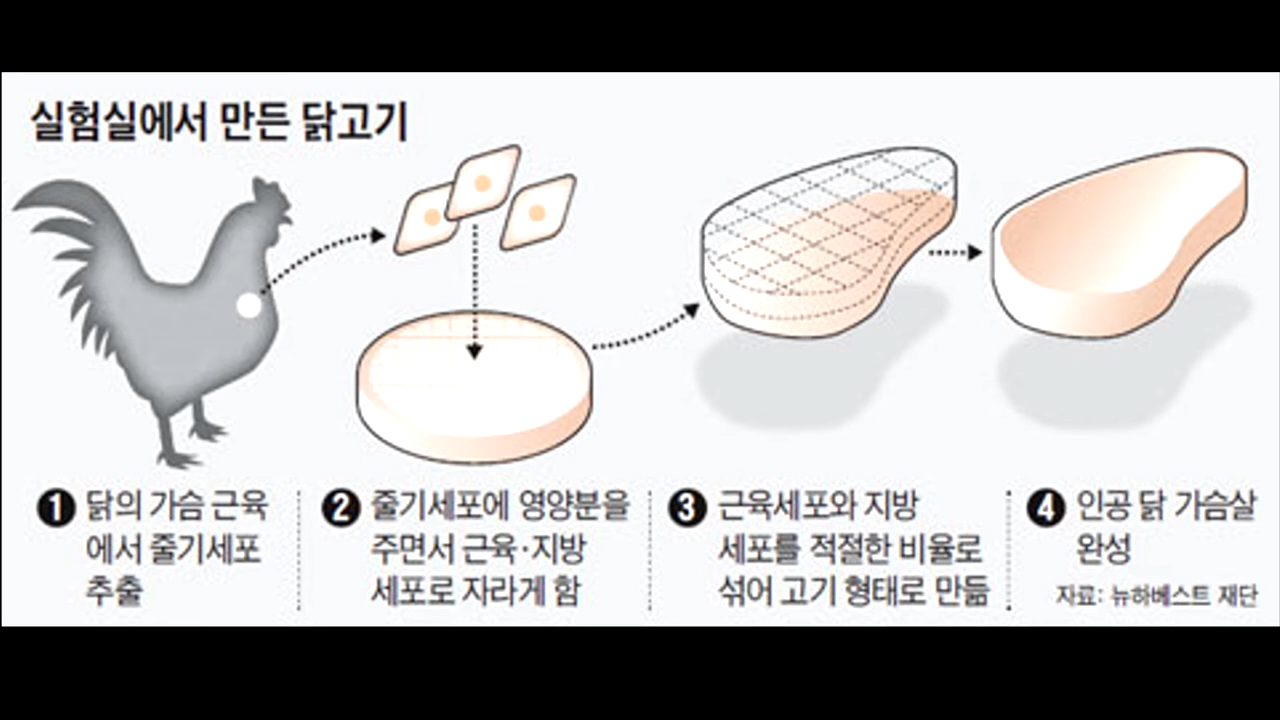 실험실에서 만든 닭고기
1 닭의 가슴 근육
에서 줄기세포
추출
2 줄기세포에 영양분을
주면서 근육·지방
세포로 자라게 함
3 근육세포와 지방
세포를 적절한 비율로
섞어 고기 형태로 만듦
4 인공 닭 가슴살
완성
자료: 뉴하베스트 재단